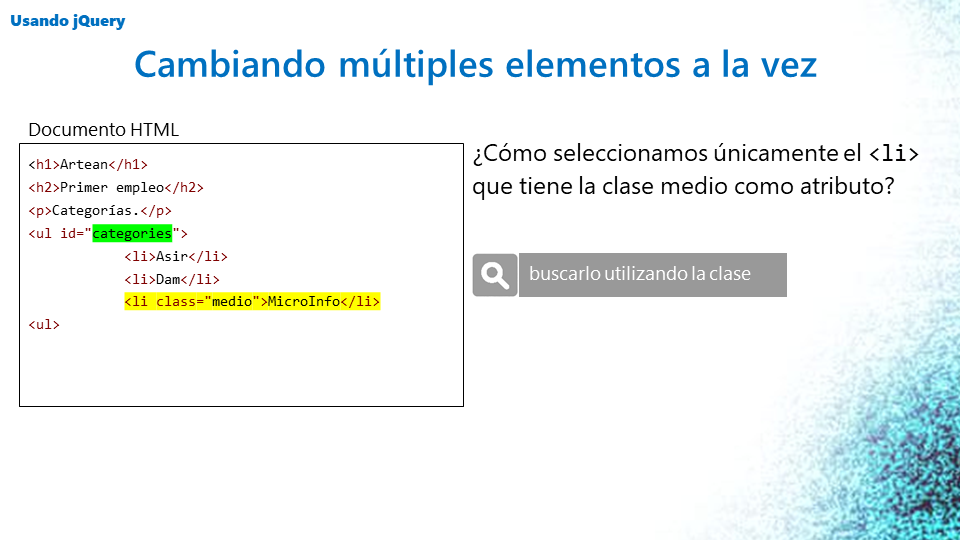 Usando jQuery
Cambiando múltiples elementos a la vez
Documento HTML
<h1>Artean</h1>
<h2>Primer empleo</h2>
<p>Categorías.</p>
<ul id="categories">
<li>Asir</li>
<li>Dam</li>
<li class="medio">MicroInfo</li>
<ul>
¿Cómo seleccionamos únicamente el <li>
que tiene la clase medio como atributo?
buscarlo utilizando la clase